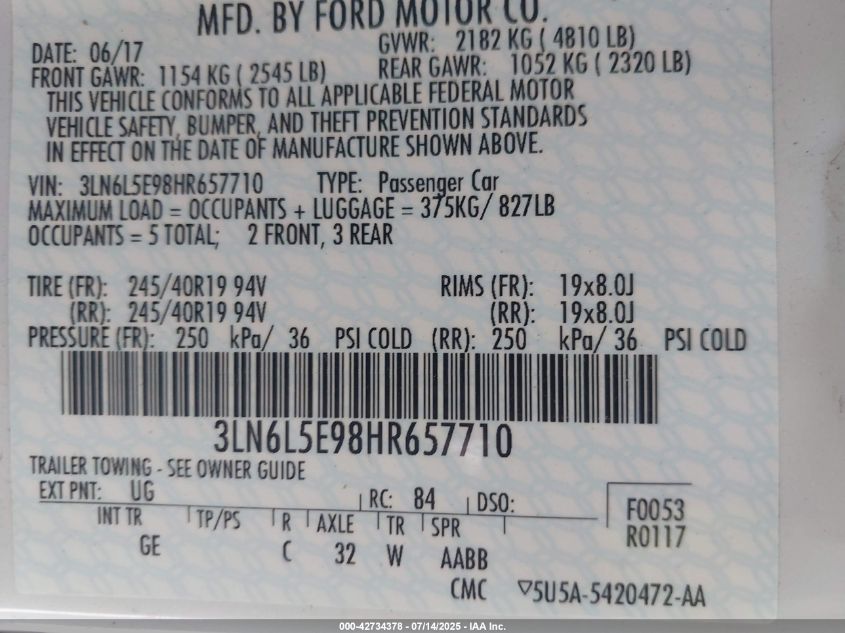 MFD. BY FORD MOTOR CO.
DATE: 06/17 GVWR: 2182 KG ( 4810 LB)
FRONT GAWR: 1154 KG ( 2545 LB) REAR GAWR: 1052 KG ( 2320 LB)
THIS VEHICLE CONFORMS TO ALL APPLICABLE FEDERAL MOTOR
VEHICLE SAFETY, BUMPER, AND THEFT PREVENTION STANDARDS
IN EFFECT ON THE DATE OF MANUFACTURE SHOWN ABOVE.
VIN: 3LN6L5E98HR657710 TYPE: Passenger Car
MAXIMUM LOAD = OCCUPANTS + LUGGAGE = 375KG/ 827LB
OCCUPANTS = 5 TOTAL; 2 FRONT, 3 REAR
TIRE (FR): 245/40R19 94V RIMS (FR): 19x8.0J
(RR): 245/40R19 94V (RR): 19x8.0J
PRESSURE (FR): 250 kPa/ 36 PSI COLD (RR): 250 kPa/ 36 PSI COLD
3LN6L5E98HR657710
TRAILER TOWING - SEE OWNER GUIDE
EXT PNT: UG RC: 84 DSO:
INT TR TP/PS R AXLE TR SPR
GE C 32 W AABB
F0053
R0117
CMC ▽5U5A-5420472-AA
000-42734378 - 07/14/2025 - IAA Inc.